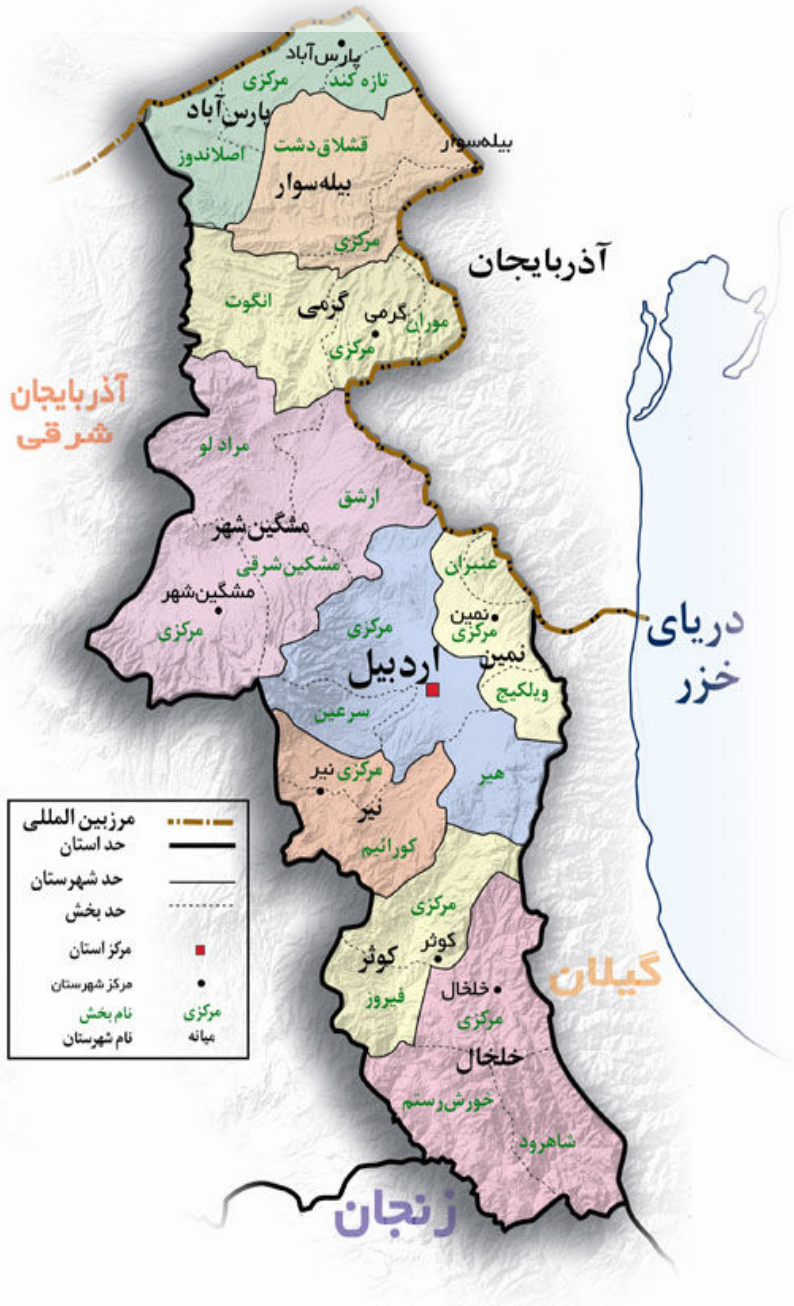 پارس‌آباد
مرکزی
تازه کند
پارس‌آباد
اصلاندوز
قشلاق‌دشت
بیله‌سوار
بیله‌سوار
مرکزی
آذربایجان
انگوت
گرمی
گرمی
موران
مرکزی
آذربایجان
شرقی
مراد لو
ارشق
مشگین‌شهر
مشکین‌شرقی
مشگین‌شهر
مرکزی
عنبران
نمین
مرکزی
نمین
ویلکیج
مرکزی
اردبیل
سرعین
هیر
دریای
خزر
نیر
مرکزی
نیر
کورائیم
مرکزی
کوثر
کوثر
فیروز
گیلان
خلخال
مرکزی
خلخال
خورش‌رستم
شاهرود
زنجان
مرزبین المللی
حد استان
حد شهرستان
حد بخش
مرکز استان
مرکز شهرستان
نام بخش مرکزی
نام شهرستان میانه